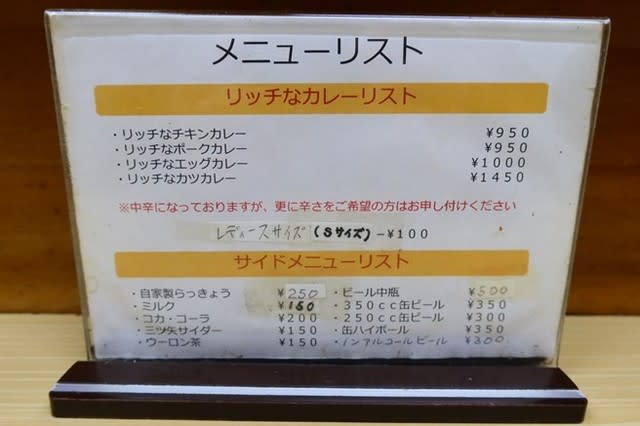 メニューリスト
リッチなカレーリスト
・リッチなチキンカレー ¥950
・リッチなポークカレー ¥950
・リッチなエッグカレー ¥1000
・リッチなカツカレー ¥1450
※中辛になっておりますが、更に辛さをご希望の方はお申し付けください
レディースサイズ(Sサイズ)-¥100
サイドメニューリスト
・自家製らっきょう ¥250
・ミルク ¥150
・コカ・コーラ ¥200
・三ツ矢サイダー ¥150
・ウーロン茶 ¥150
・ビール中瓶 ¥500
・350cc缶ビール ¥350
・250cc缶ビール ¥300
・缶ハイボール ¥350
・ノンアルコールビール ¥300